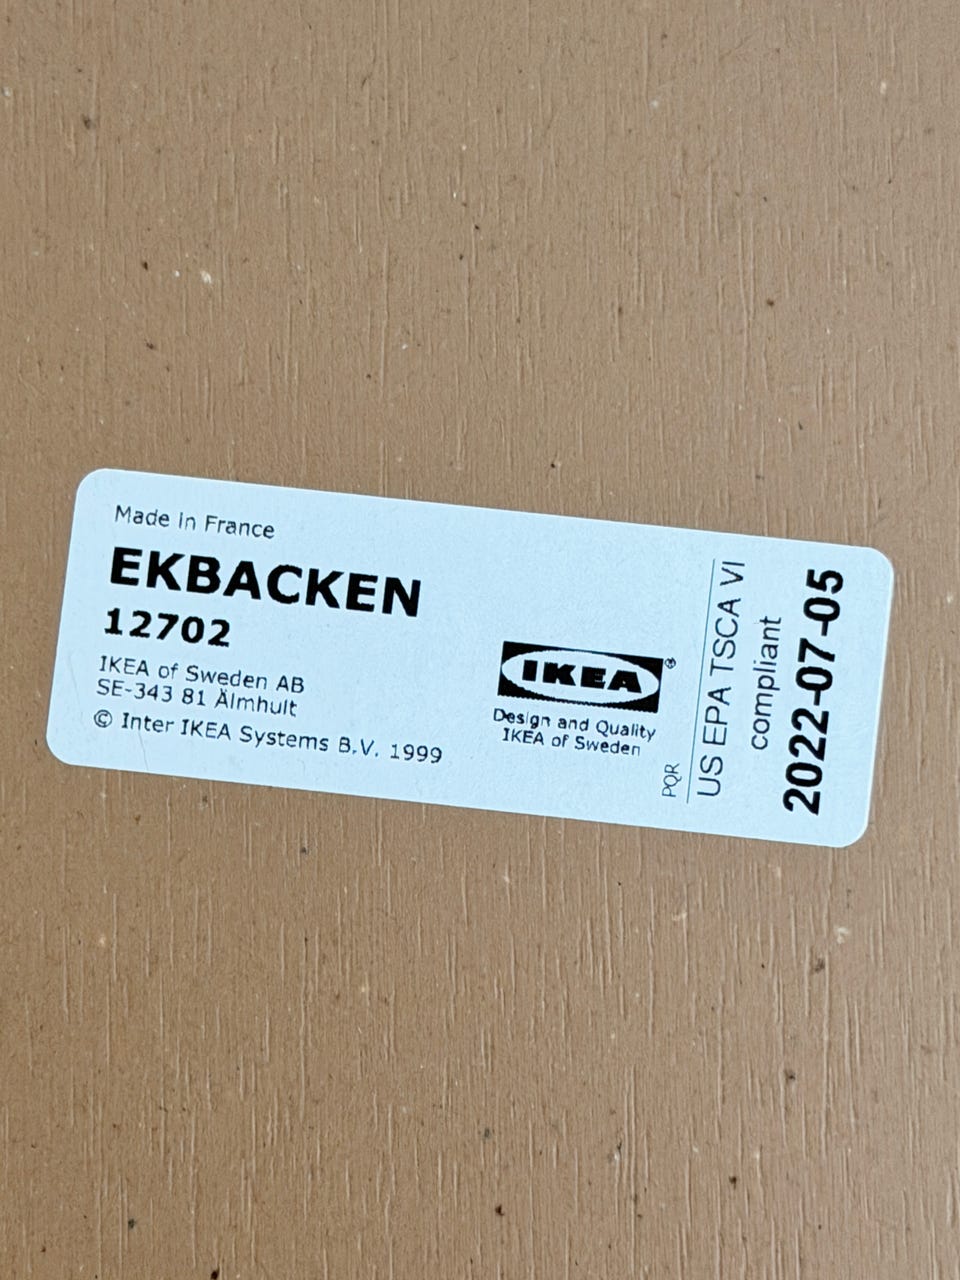 Made in France
EKBACKEN
12702
IKEA of Sweden AB
SE-343 81 Älmhult
© Inter IKEA Systems B.V. 1999
IKEA®
Design and Quality
IKEA of Sweden
PQR
US EPA TSCA VI
compliant
2022-07-05